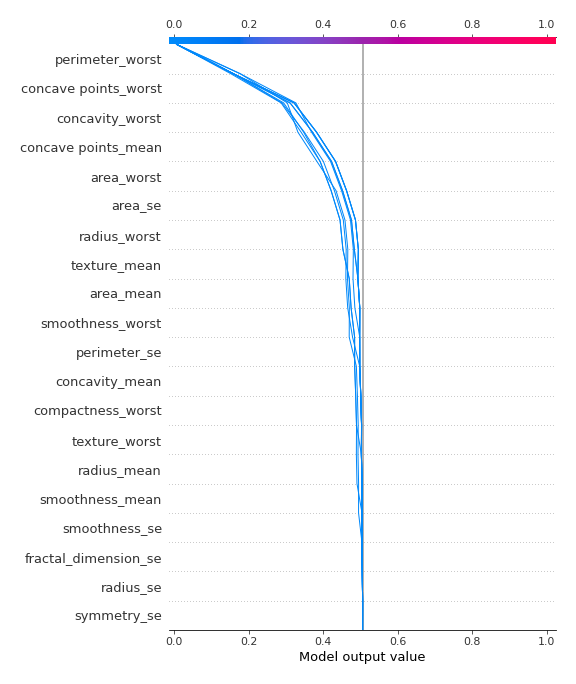 0.0 0.2 0.4 0.6 0.8 1.0
perimeter_worst
concave points_worst
concavity_worst
concave points_mean
area_worst
area_se
radius_worst
texture_mean
area_mean
smoothness_worst
perimeter_se
concavity_mean
compactness_worst
texture_worst
radius_mean
smoothness_mean
smoothness_se
fractal_dimension_se
radius_se
symmetry_se
0.0 0.2 0.4 0.6 0.8 1.0
Model output value